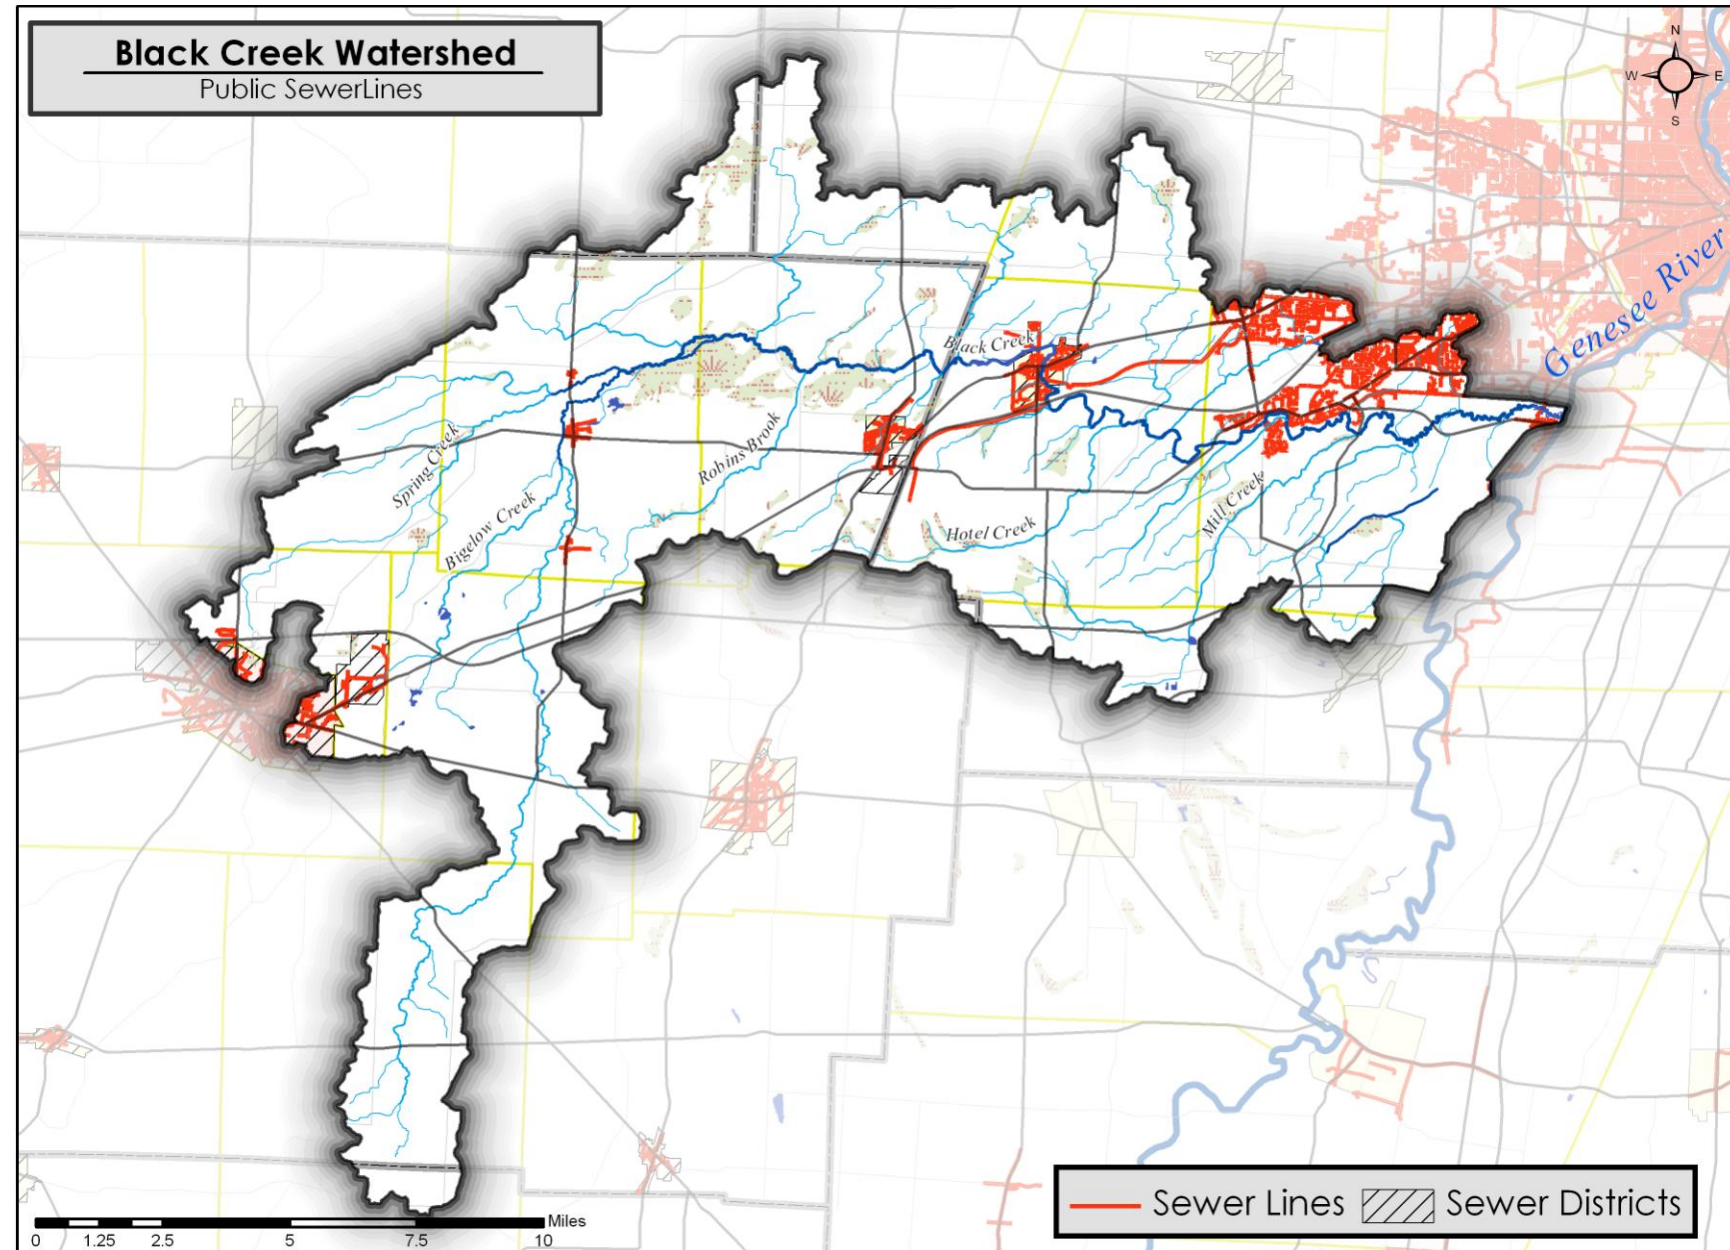 Black Creek Watershed
Public SewerLines
N
W E
S
Genesee River
Black Creek
Spring Creek
Robins Brook
Bigelow Creek
Mill Creek
Hotel Creek
Sewer Lines Sewer Districts
Miles
0 1.25 2.5 5 7.5 10